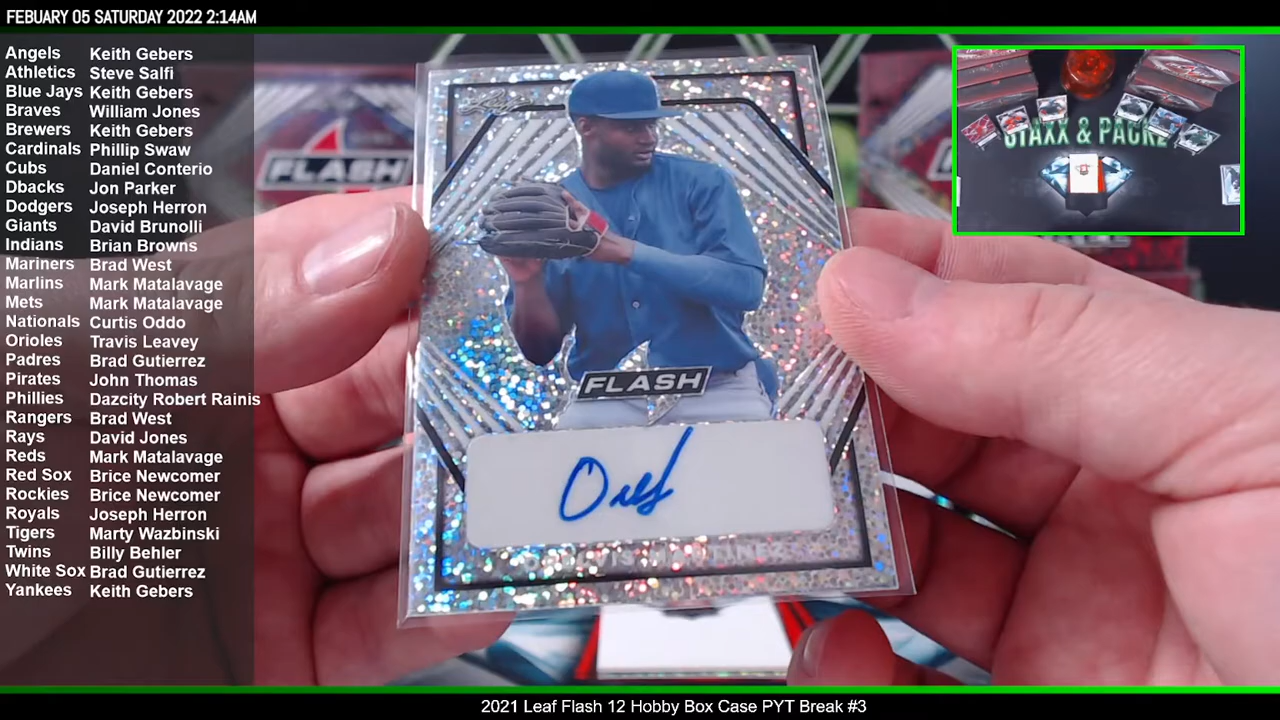 FEBUARY 05 SATURDAY 2022 2:14AM
Angels Keith Gebers
Athletics Steve Salfi
Blue Jays Keith Gebers
Braves William Jones
Brewers Keith Gebers
Cardinals Phillip Swaw
Cubs Daniel Conterio
Dbacks Jon Parker
Dodgers Joseph Herron
Giants David Brunolli
Indians Brian Browns
Mariners Brad West
Marlins Mark Matalavage
Mets Mark Matalavage
Nationals Curtis Oddo
Orioles Travis Leavey
Padres Brad Gutierrez
Pirates John Thomas
Phillies Dazcity Robert Rainis
Rangers Brad West
Rays David Jones
Reds Mark Matalavage
Red Sox Brice Newcomer
Rockies Brice Newcomer
Royals Joseph Herron
Tigers Marty Wazbinski
Twins Billy Behler
White Sox Brad Gutierrez
Yankees Keith Gebers
Leaf
FLASH
FLASH
MARTINEZ
STAXX & PACKZ
2021 Leaf Flash 12 Hobby Box Case PYT Break #3